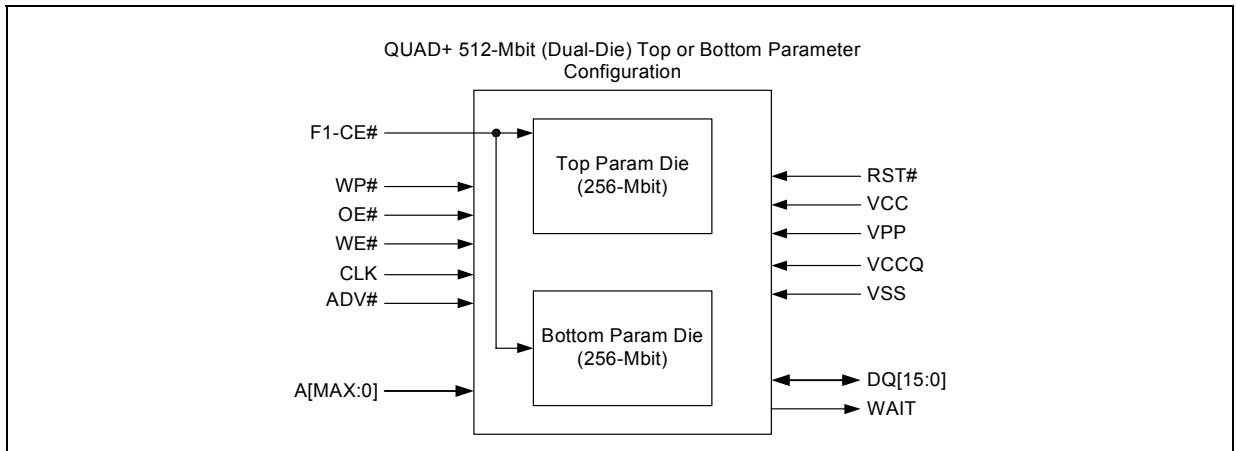 QUAD+ 512-Mbit (Dual-Die) Top or Bottom Parameter
Configuration
F1-CE#
WP#
OE#
WE#
CLK
ADV#
A[MAX:0]
Top Param Die
(256-Mbit)
Bottom Param Die
(256-Mbit)
RST#
VCC
VPP
VCCQ
VSS
DQ[15:0]
WAIT